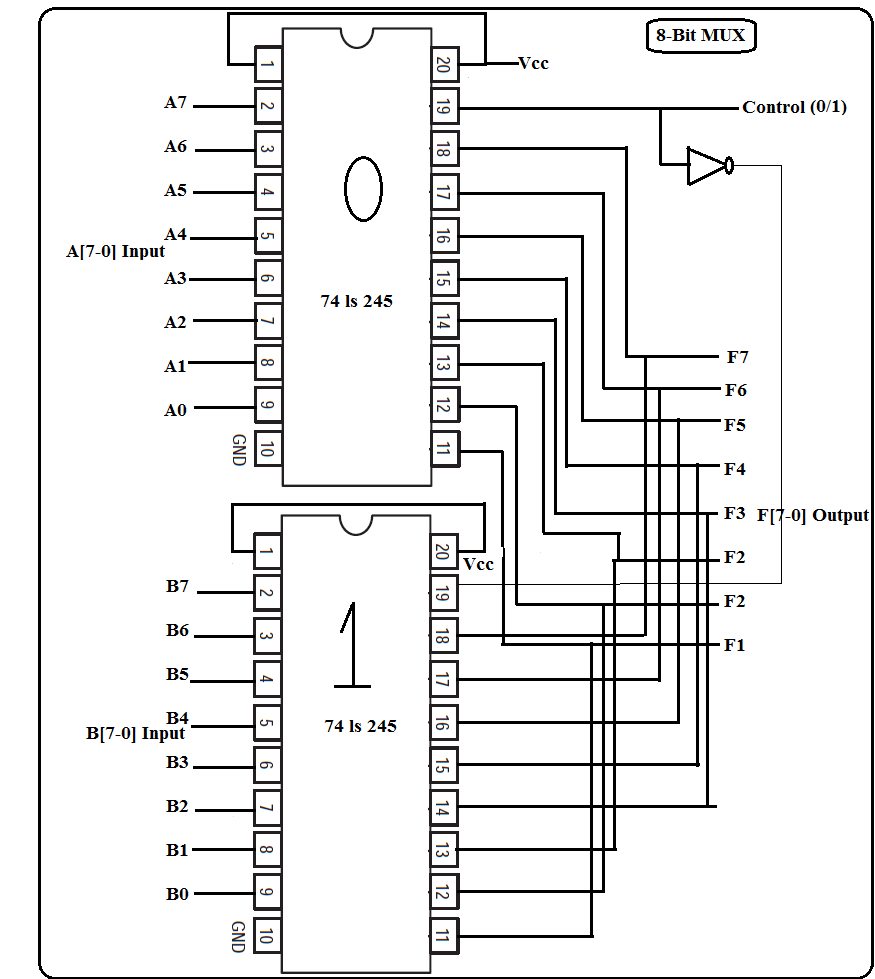 8-Bit MUX
1
20
Vcc
A7
2
19
Control (0/1)
A6
3
18
A5
4
17
0
A4
5
16
A[7-0] Input
A3
6
15
74 ls 245
A2
7
14
A1
8
13
F7
A0
9
12
F6
GND
10
11
F5
F4
F3
F[7-0] Output
1
20
Vcc
F2
B7
2
19
F2
B6
3
18
F1
1
B5
4
17
B4
5
16
B[7-0] Input
74 ls 245
B3
6
15
B2
7
14
B1
8
13
B0
9
12
GND
10
11